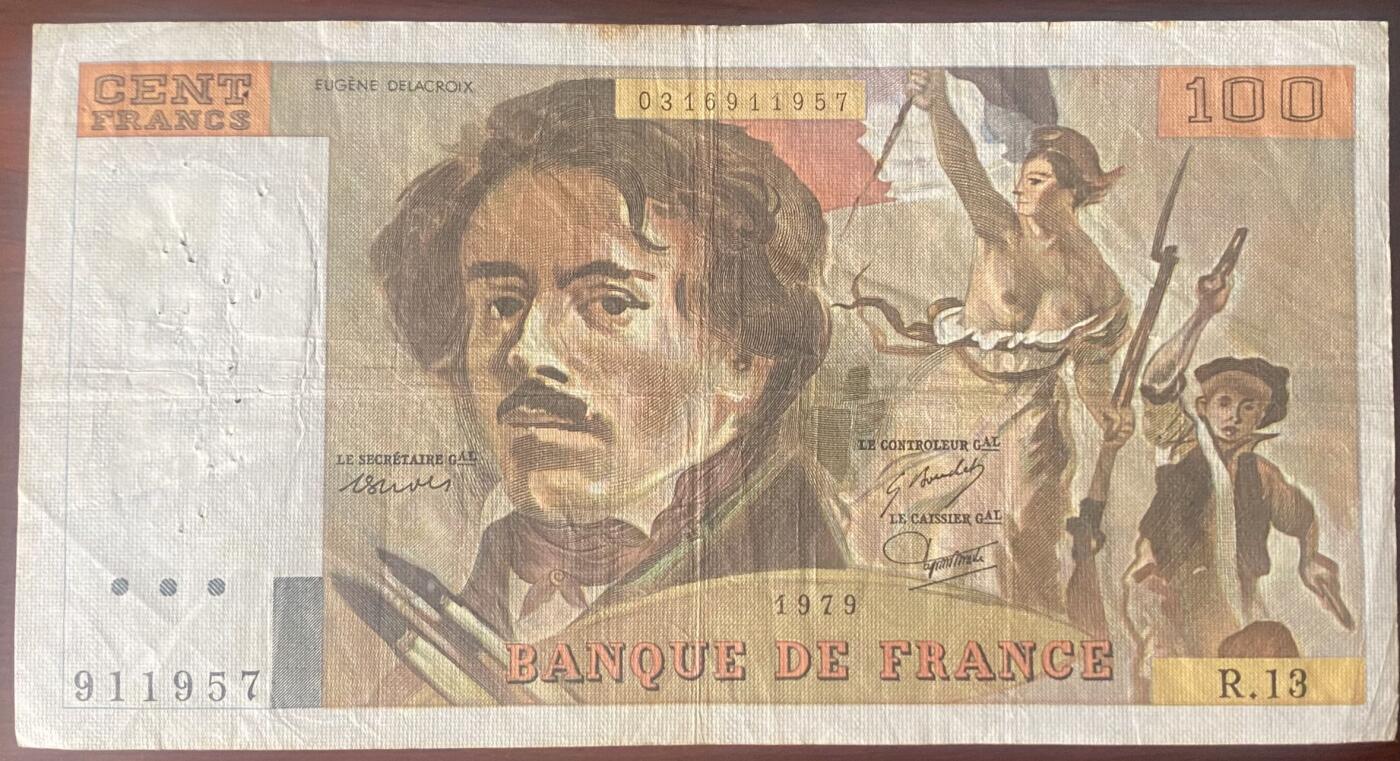 CENT
FRANCS
EUGÈNE DELACROIX
0316911957
100
LE SECRÉTAIRE GAL
LE CONTROLEUR GAL
LE CAISSIER GAL
1979
BANQUE DE FRANCE
911957
R.13